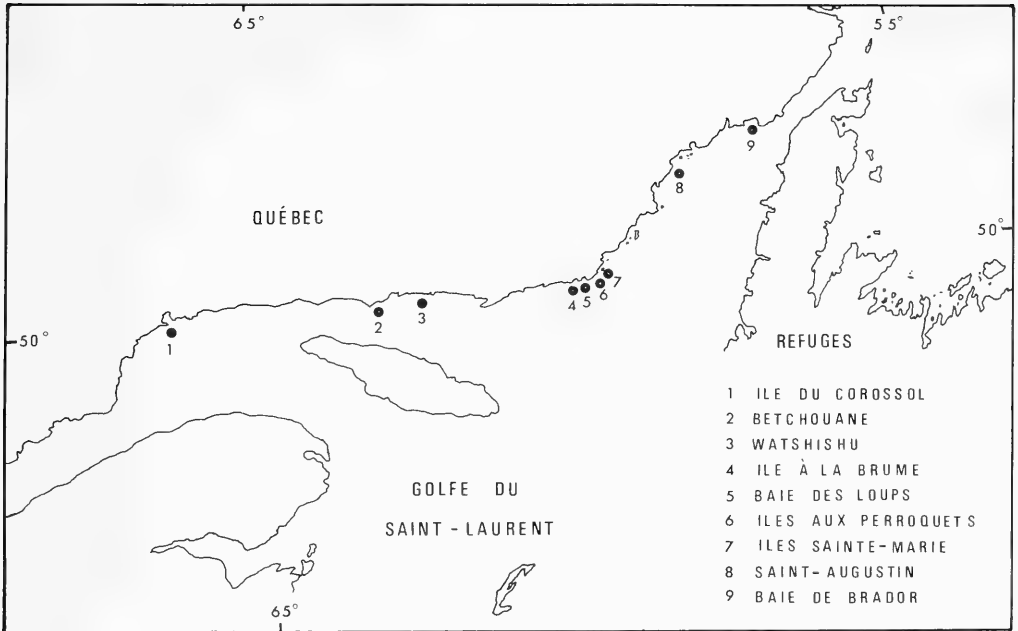 65°
55°
QUÉBEC
50°
9
8
7
6
5
4
3
2
1
50°
REFUGES
1 ILE DU COROSSOL
2 BETCHOUANE
3 WATSHISHU
4 ILE À LA BRUME
5 BAIE DES LOUPS
6 ILES AUX PERROQUETS
7 ILES SAINTE-MARIE
8 SAINT-AUGUSTIN
9 BAIE DE BRADOR
GOLFE DU
SAINT-LAURENT
65°